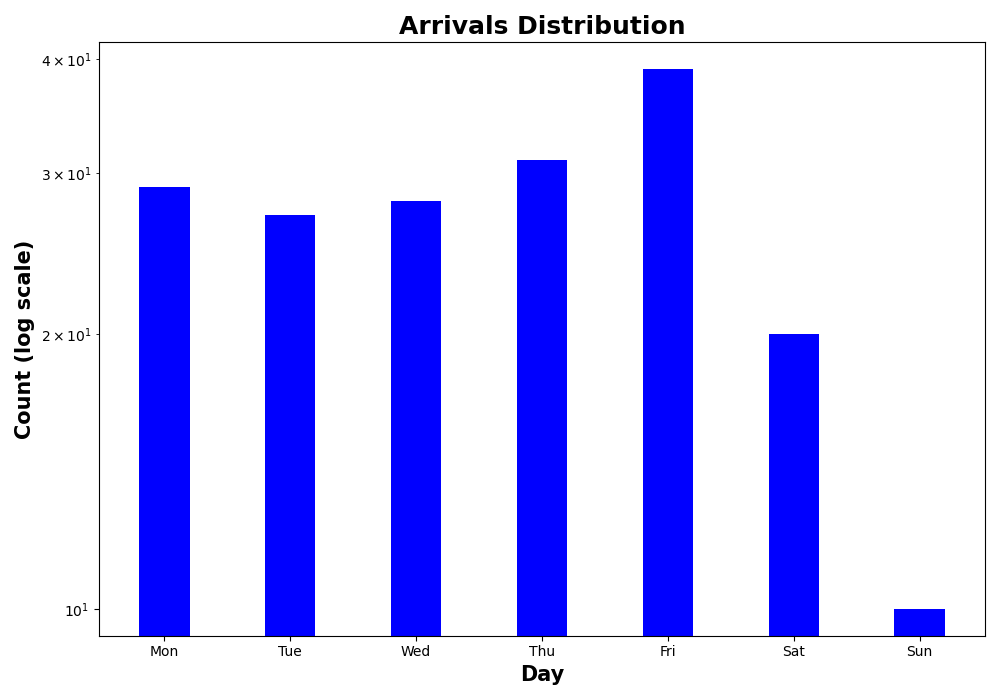 Arrivals Distribution
4 × 10¹
3 × 10¹
2 × 10¹
10¹
Count (log scale)
Mon Tue Wed Thu Fri Sat Sun
Day